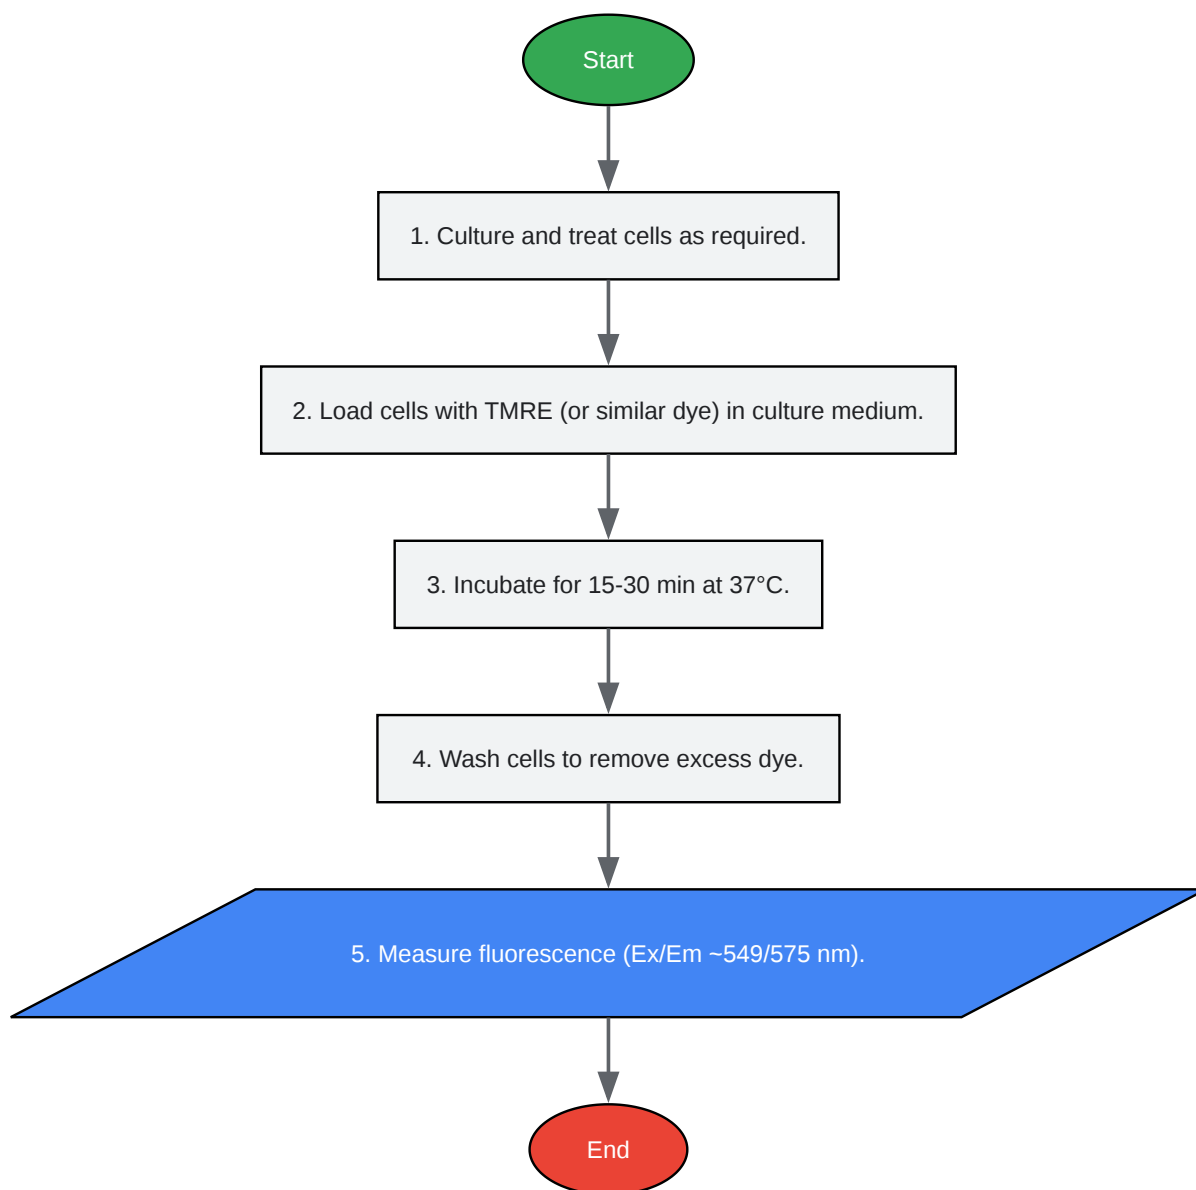 Start
1. Culture and treat cells as required.
2. Load cells with TMRE (or similar dye) in culture medium.
3. Incubate for 15-30 min at 37°C.
4. Wash cells to remove excess dye.
5. Measure fluorescence (Ex/Em ~549/575 nm).
End